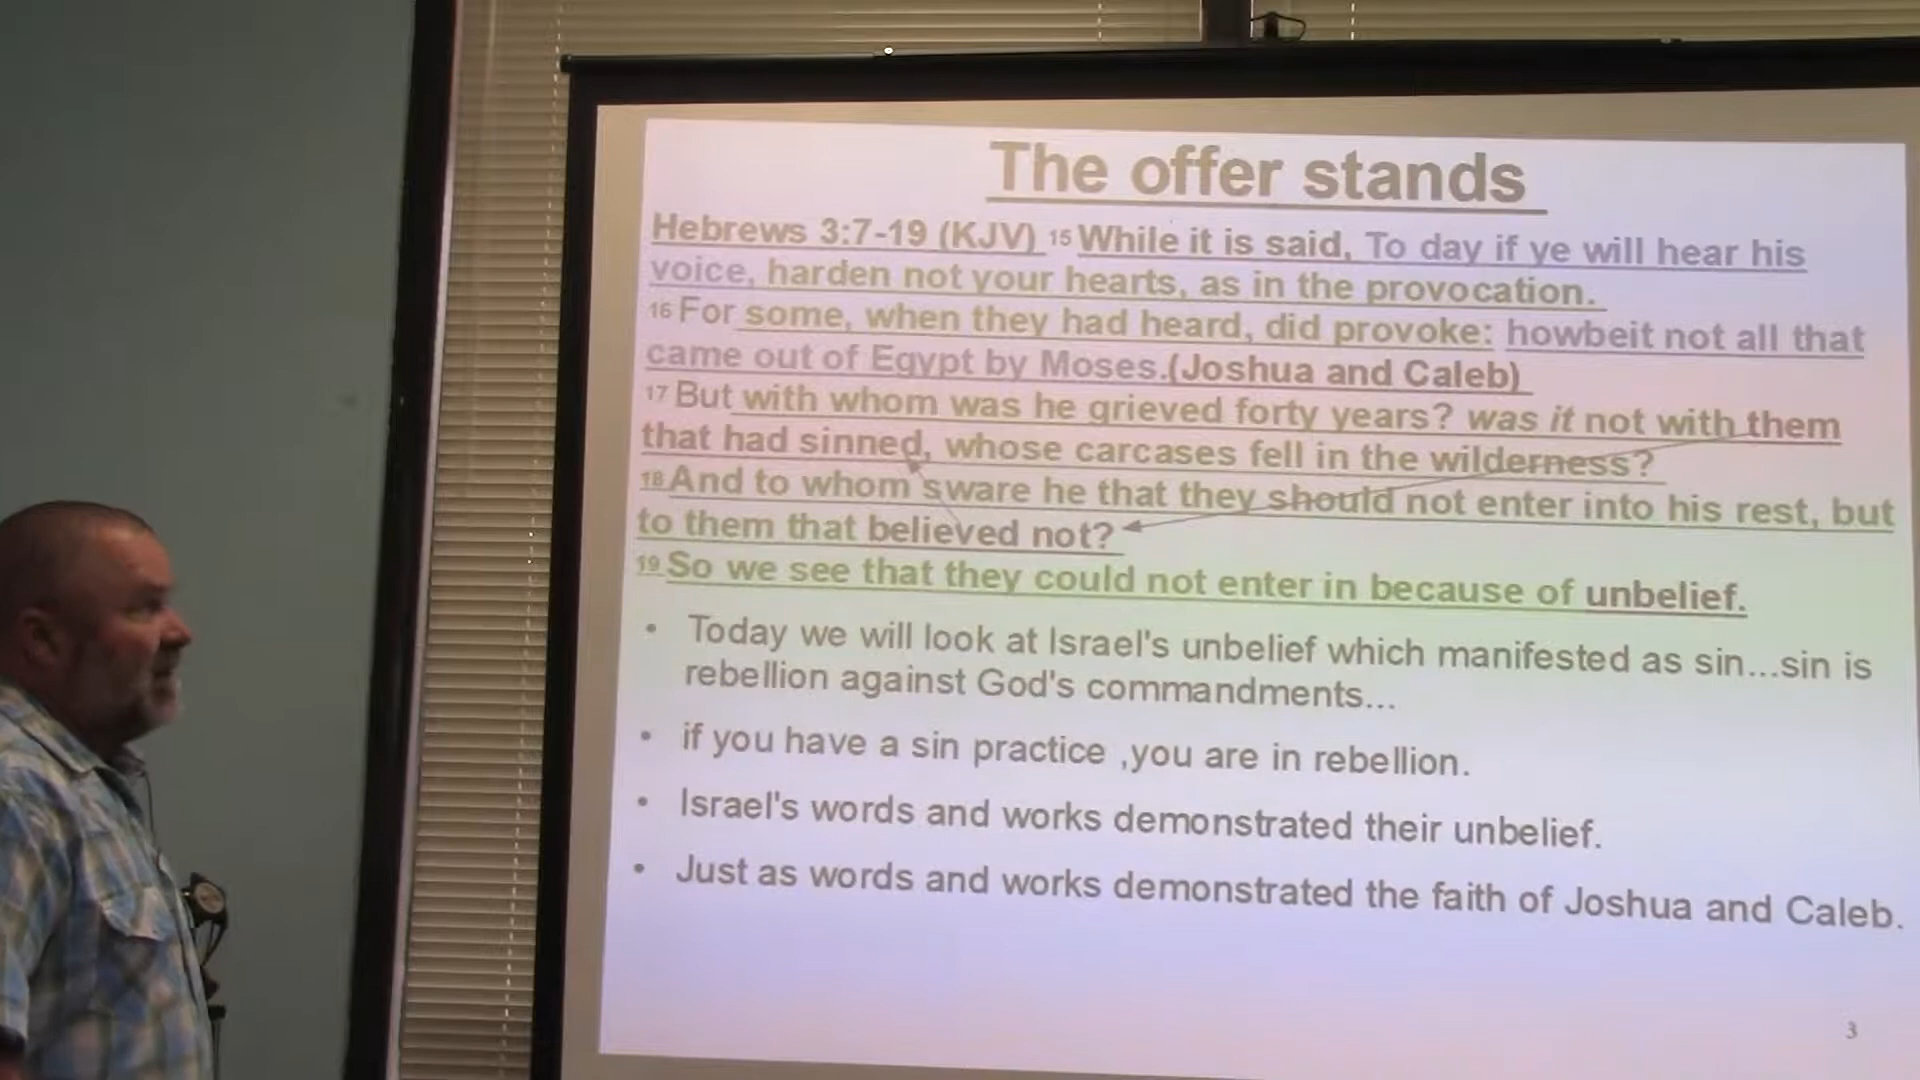 The offer stands
Hebrews 3:7-19 (KJV) 15 While it is said, To day if ye will hear his
voice, harden not your hearts, as in the provocation.
16 For some, when they had heard, did provoke: howbeit not all that
came out of Egypt by Moses.(Joshua and Caleb)
17 But with whom was he grieved forty years? was it not with them
that had sinned, whose carcases fell in the wilderness?
18 And to whom sware he that they should not enter into his rest, but
to them that believed not?
19 So we see that they could not enter in because of unbelief.
• Today we will look at Israel's unbelief which manifested as sin...sin is
rebellion against God's commandments...
• if you have a sin practice ,you are in rebellion.
• Israel's words and works demonstrated their unbelief.
• Just as words and works demonstrated the faith of Joshua and Caleb.
3